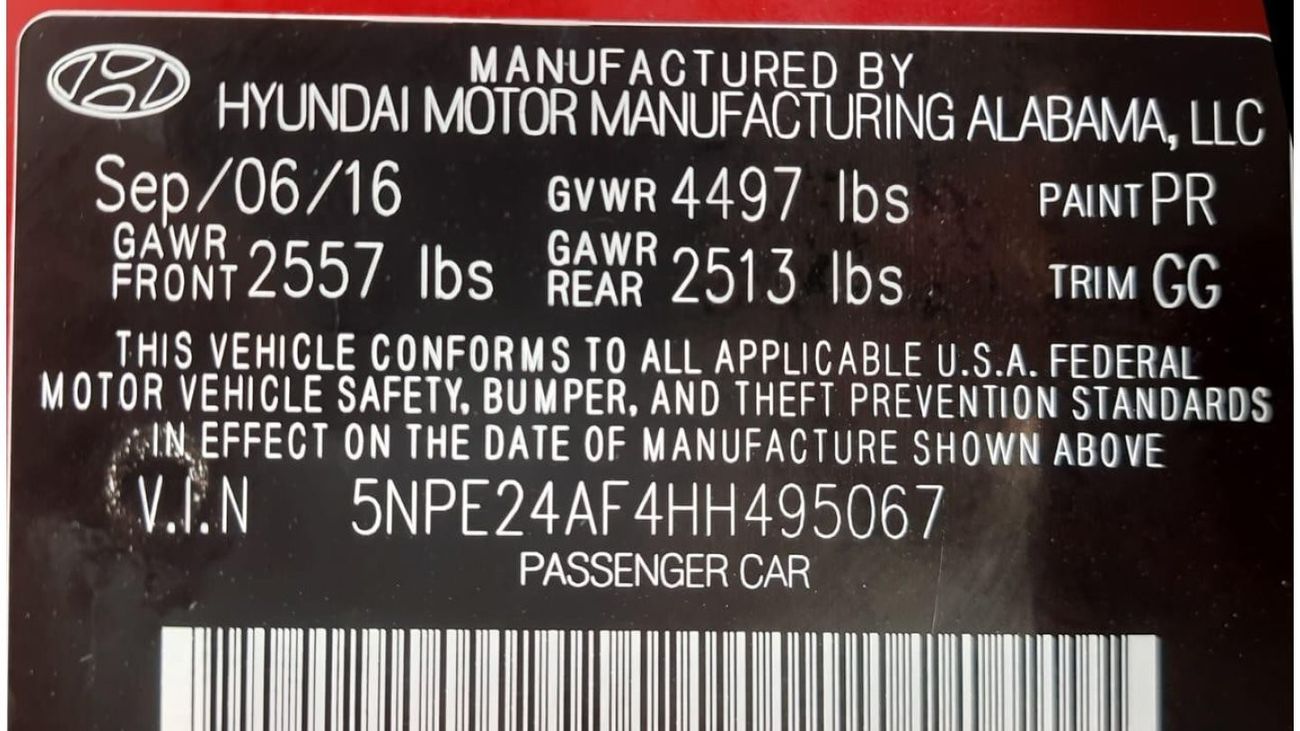 MANUFACTURED BY
HYUNDAI MOTOR MANUFACTURING ALABAMA, LLC
Sep/06/16 GVWR 4497 lbs PAINT PR
GAWR FRONT 2557 lbs GAWR REAR 2513 lbs TRIM GG
THIS VEHICLE CONFORMS TO ALL APPLICABLE U.S.A. FEDERAL
MOTOR VEHICLE SAFETY, BUMPER, AND THEFT PREVENTION STANDARDS
IN EFFECT ON THE DATE OF MANUFACTURE SHOWN ABOVE
V.I.N 5NPE24AF4HH495067
PASSENGER CAR